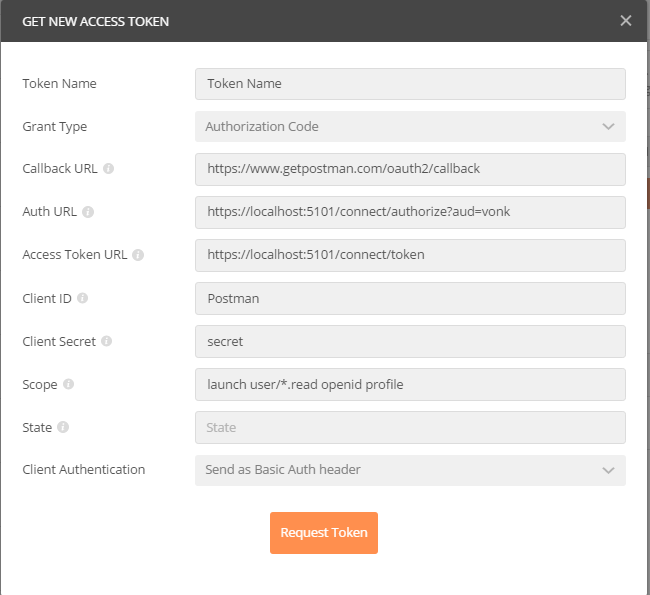 GET NEW ACCESS TOKEN
Token Name Token Name
Grant Type Authorization Code
Callback URL https://www.getpostman.com/oauth2/callback
Auth URL https://localhost:5101/connect/authorize?aud=vonk
Access Token URL https://localhost:5101/connect/token
Client ID Postman
Client Secret secret
Scope launch user/*.read openid profile
State State
Client Authentication Send as Basic Auth header
Request Token